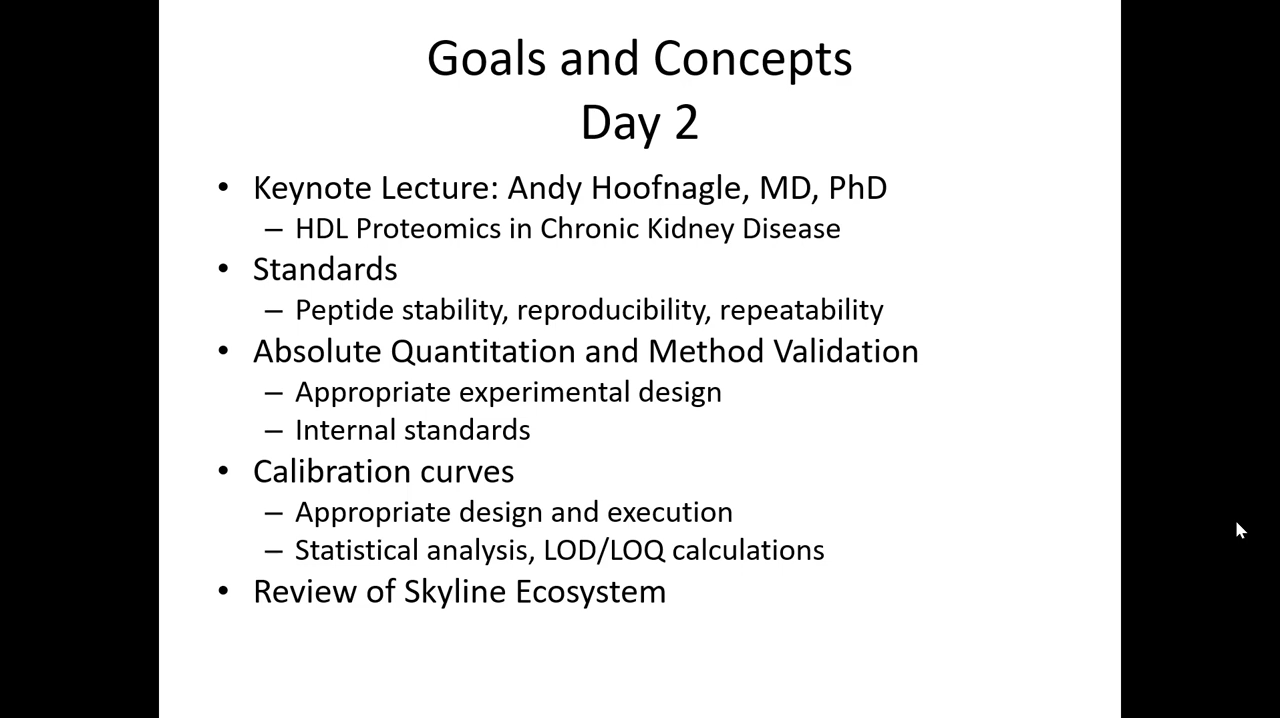 Goals and Concepts
Day 2
• Keynote Lecture: Andy Hoofnagle, MD, PhD
– HDL Proteomics in Chronic Kidney Disease
• Standards
– Peptide stability, reproducibility, repeatability
• Absolute Quantitation and Method Validation
– Appropriate experimental design
– Internal standards
• Calibration curves
– Appropriate design and execution
– Statistical analysis, LOD/LOQ calculations
• Review of Skyline Ecosystem